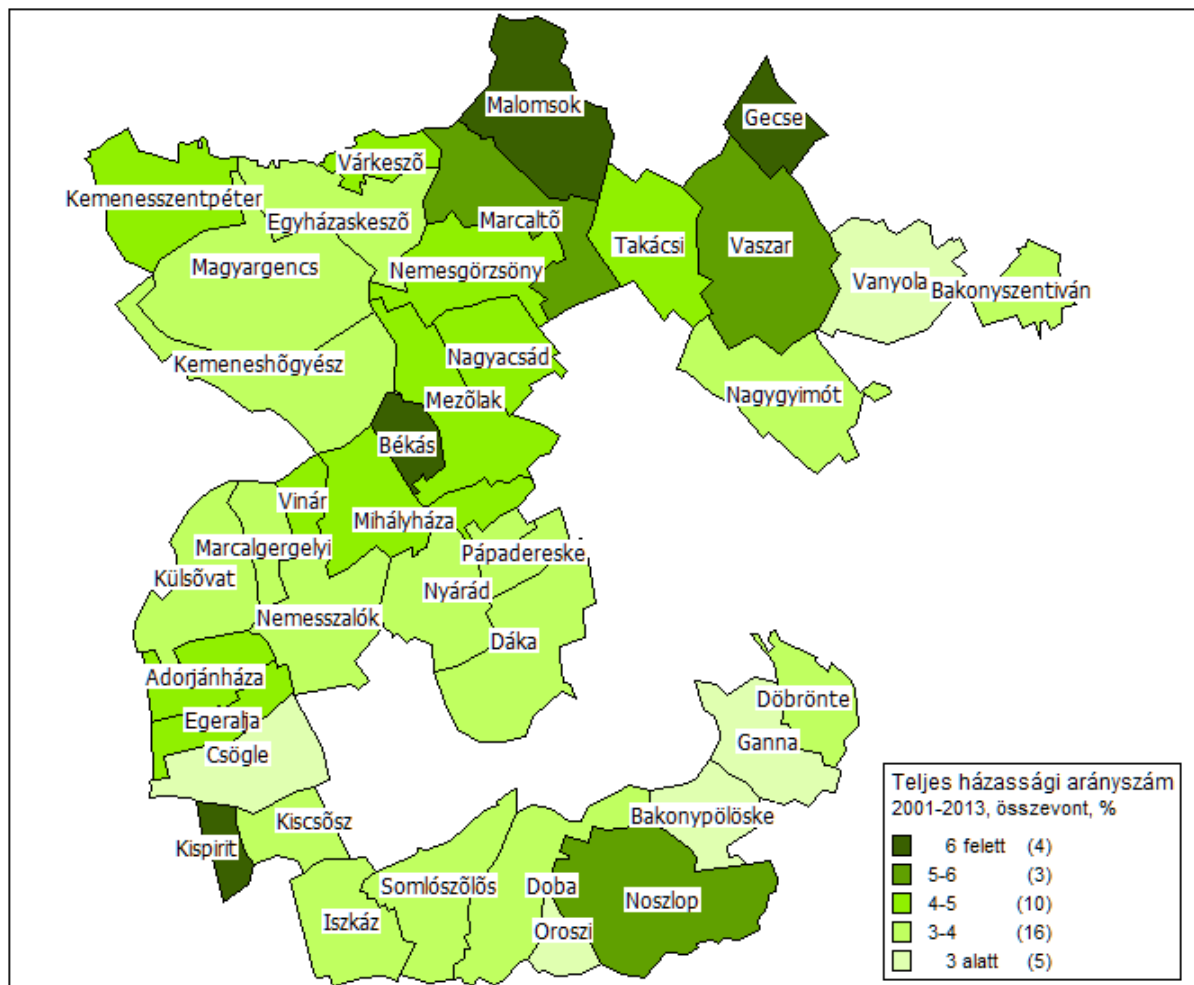 Malomsok
Gecse
Várkeszõ
Kemenesszentpéter
Egyházaskeszõ
Marcaltõ
Takácsi
Vaszar
Magyargencs
Nemesgörzsöny
Vanyola
Bakonyszentiván
Kemeneshõgyész
Nagyacsád
Nagygyimót
Mezõlak
Békás
Vinár
Mihályháza
Marcalgergelyi
Pápadereske
Külsõvat
Nyárád
Nemesszalók
Dáka
Adorjánháza
Döbrönte
Egeralja
Ganna
Csögle
Kiscsõsz
Bakonypölöske
Kispirit
Somlószõlõs
Doba
Noszlop
Iszkáz
Oroszi
Teljes házassági arányszám
2001-2013, összevont, %
6 felett (4)
5-6 (3)
4-5 (10)
3-4 (16)
3 alatt (5)